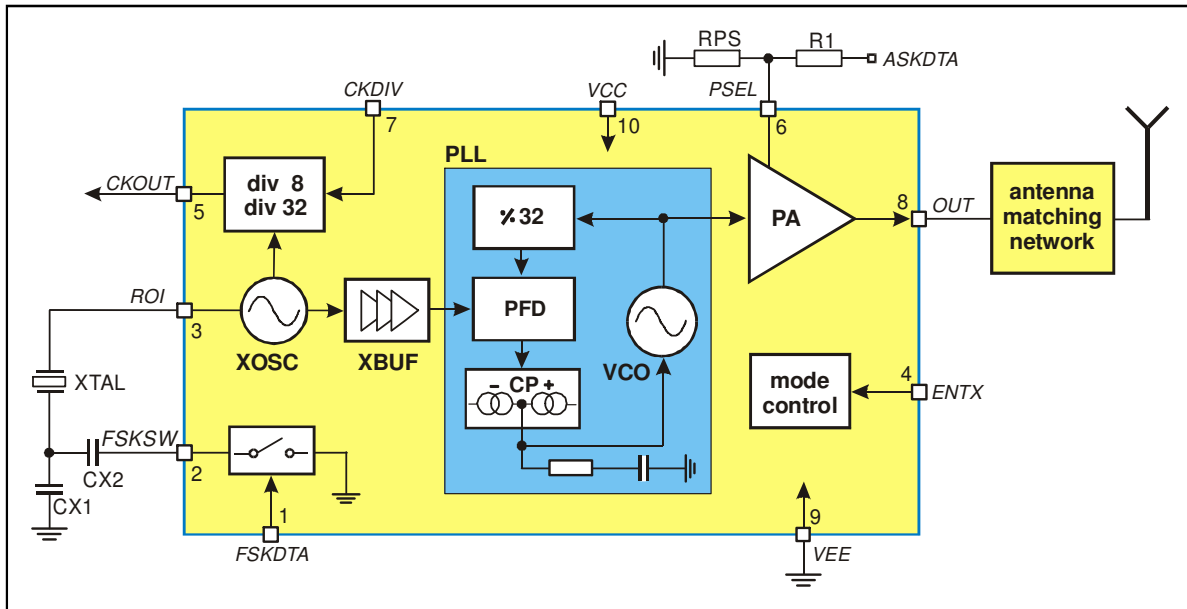 RPS
R1
ASKDTA
CKDIV
VCC
PSEL
7
10
6
PLL
CKOUT
5
div 8
div 32
٪ 32
PA
8
OUT
antenna
matching
network
ROI
3
XOSC
XBUF
PFD
VCO
XTAL
- CP +
mode
control
4
ENTX
FSKSW
2
CX2
CX1
1
FSKDTA
9
VEE